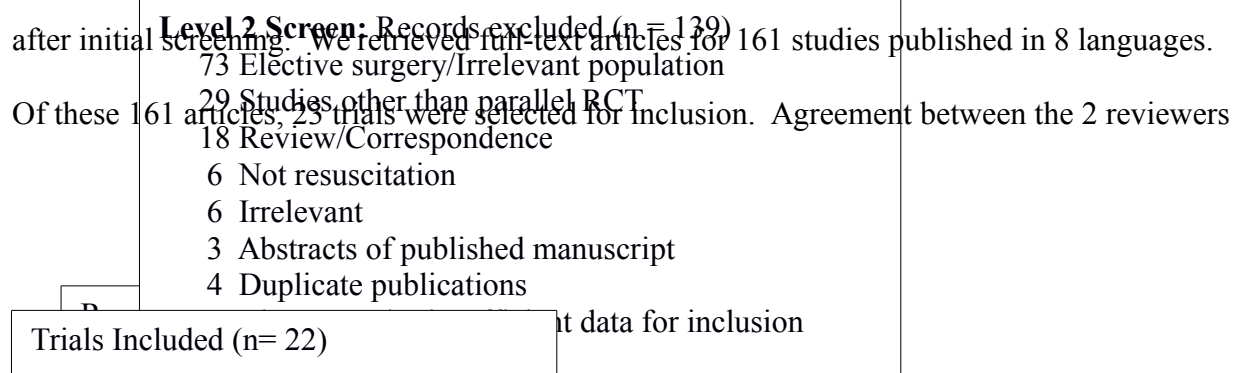 Level 2 Screen: Records excluded (n = 139)
after initial screening. We retrieved full-text articles for 161 studies published in 8 languages.
73 Elective surgery/Irrelevant population
29 Studies other than parallel RCT
Of these 161 articles, 23 trials were selected for inclusion. Agreement between the 2 reviewers
18 Review/Correspondence
6 Not resuscitation
6 Irrelevant
3 Abstracts of published manuscript
4 Duplicate publications
data for inclusion
Trials Included (n= 22)